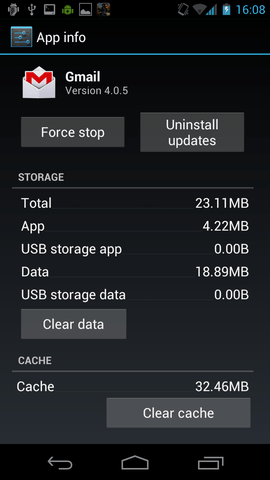 16:08
App info
Gmail
Version 4.0.5
Force stop
Uninstall
updates
STORAGE
Total 23.11MB
App 4.22MB
USB storage app 0.00B
Data 18.89MB
USB storage data 0.00B
Clear data
CACHE
Cache 32.46MB
Clear cache